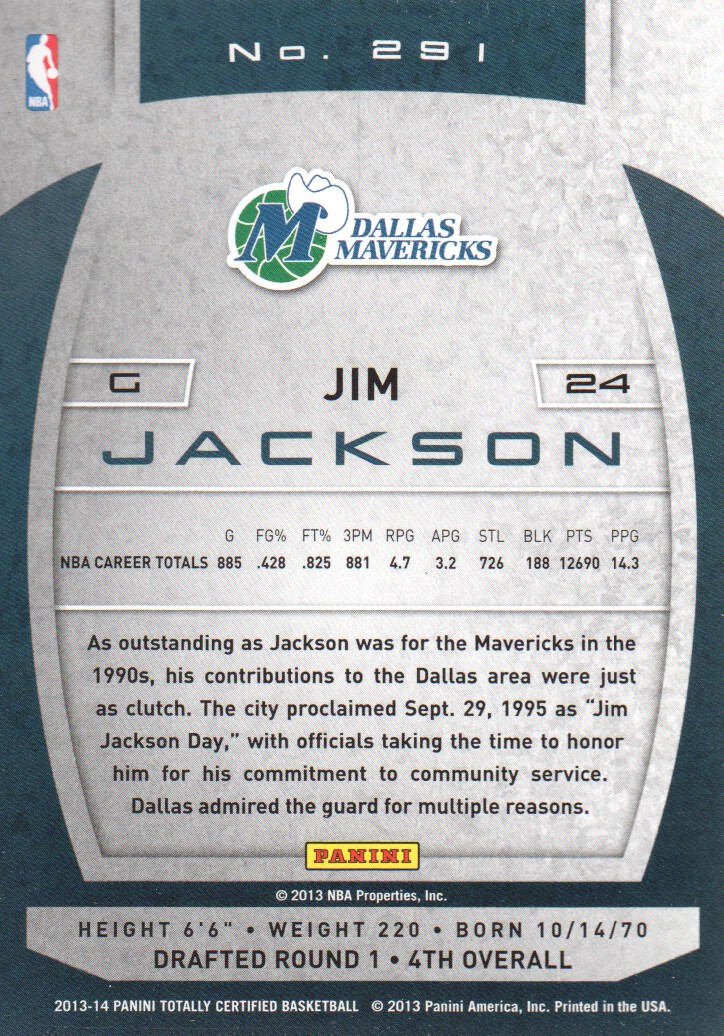 No. 291
NBA
M
DALLAS
MAVERICKS
G
JIM
24
JACKSON
G FG% FT% 3PM RPG APG STL BLK PTS PPG
NBA CAREER TOTALS 885 .428 .825 881 4.7 3.2 726 188 12690 14.3
As outstanding as Jackson was for the Mavericks in the
1990s, his contributions to the Dallas area were just
as clutch. The city proclaimed Sept. 29, 1995 as “Jim
Jackson Day,” with officials taking the time to honor
him for his commitment to community service.
Dallas admired the guard for multiple reasons.
PANINI
© 2013 NBA Properties, Inc.
HEIGHT 6'6" • WEIGHT 220 • BORN 10/14/70
DRAFTED ROUND 1 • 4TH OVERALL
2013-14 PANINI TOTALLY CERTIFIED BASKETBALL © 2013 Panini America, Inc. Printed in the USA.